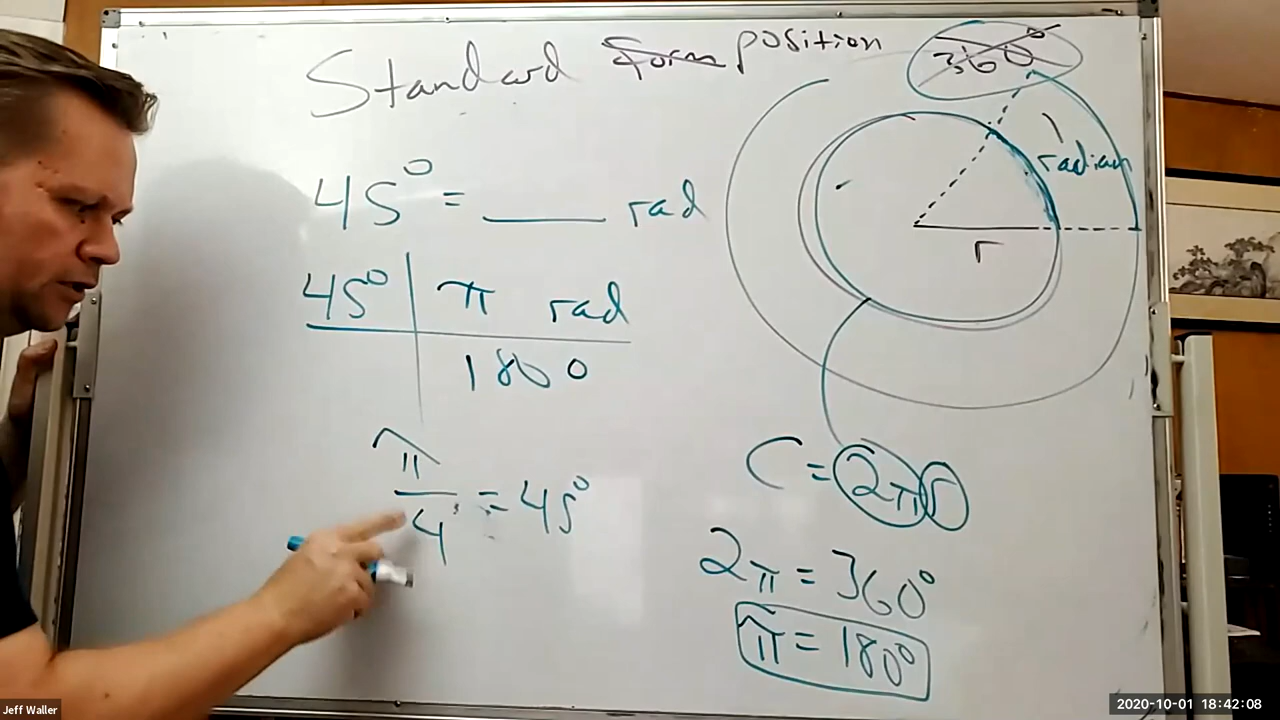 Standard form position
360°
1 radian
r
45° = ____ rad
45° | π rad
180
π/4 = 45°
C = 2πr
2π = 360°
π = 180°
Jeff Waller
2020-10-01 18:42:08